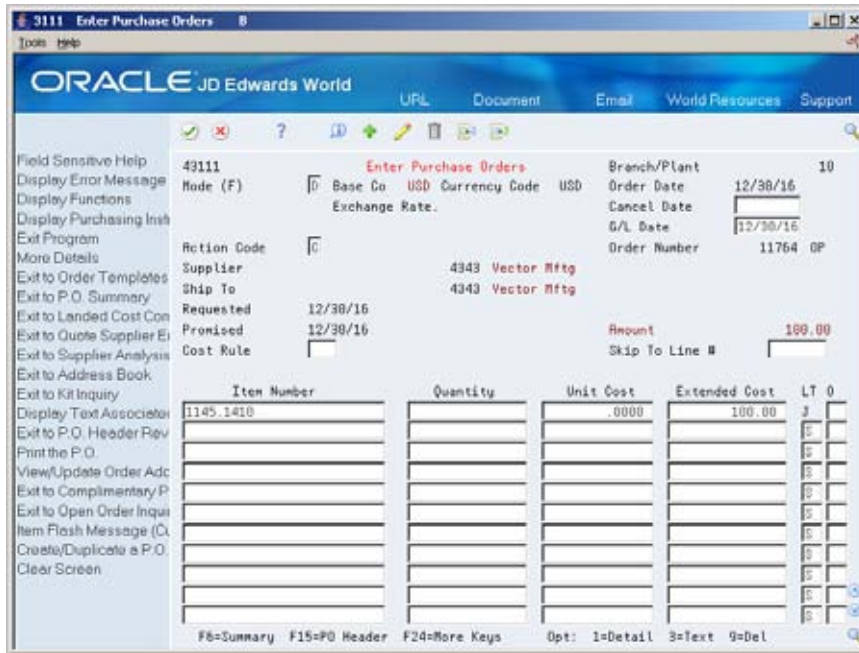 3111 Enter Purchase Orders B
Tools Help
ORACLE JD Edwards World
URL Document Email World Resources Support
Field Sensitive Help
Display Error Message
Display Functions
Display Purchasing Inst
Exit Program
More Details
Exit to Order Templates
Exit to P.O. Summary
Exit to Landed Cost Con
Exit to Quote Supplier E
Exit to Supplier Analysis
Exit to Address Book
Exit to Kit Inquiry
Display Text Associated
Exit to P.O. Header Rev
Print the P.O.
View/Update Order Add
Exit to Complimentary P
Exit to Open Order Inqui
Item Flash Message (Cu
Create/Duplicate a P.O.
Clear Screen
43111 Enter Purchase Orders Branch/Plant 10
Mode (F) D Base Co USD Currency Code USD Order Date 12/30/16
Exchange Rate. Cancel Date
G/L Date 12/30/16
Action Code C Order Number 11764 OP
Supplier 4343 Vector Mftg
Ship To 4343 Vector Mftg
Requested 12/30/16
Promised 12/30/16 Amount 100.00
Cost Rule Skip To Line #
Item Number Quantity Unit Cost Extended Cost LT O
1145.1410 .0000 100.00 J
S
S
S
S
S
S
S
S
S
S
F6=Summary F15=PO Header F24=More Keys Opt: 1=Detail 3=Text 9=Del